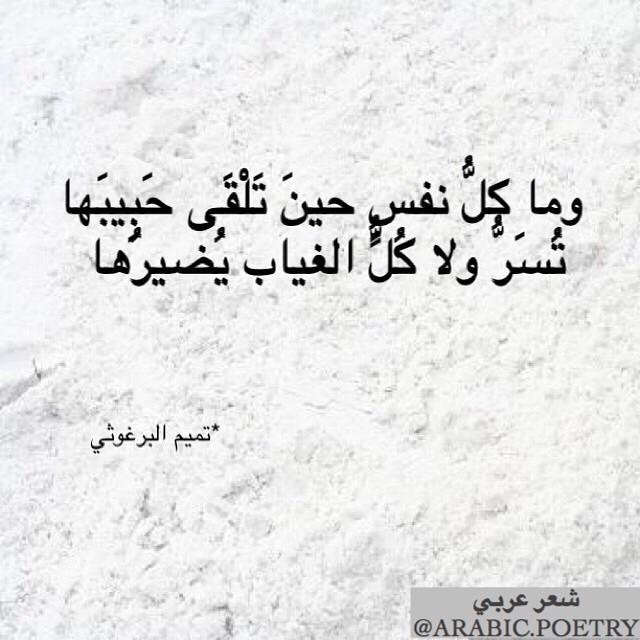 وما كلُّ نفسٍ حينَ تَلْقَى حَبِيبَها
تُسَرُّ ولا كُلُّ الغياب يُضيرُها
*تميم البرغوثي
شعر عربي
@ARABIC.POETRY